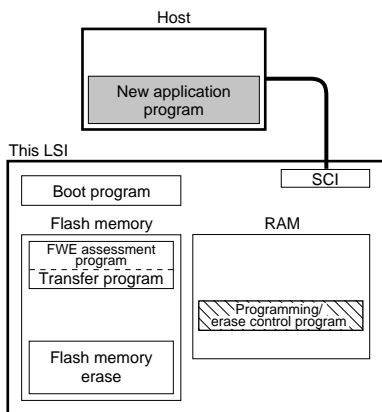 Host
New application
program
This LSI
SCI
Boot program
Flash memory
RAM
FWE assessment
program
Transfer program
Programming/
erase control program
Flash memory
erase